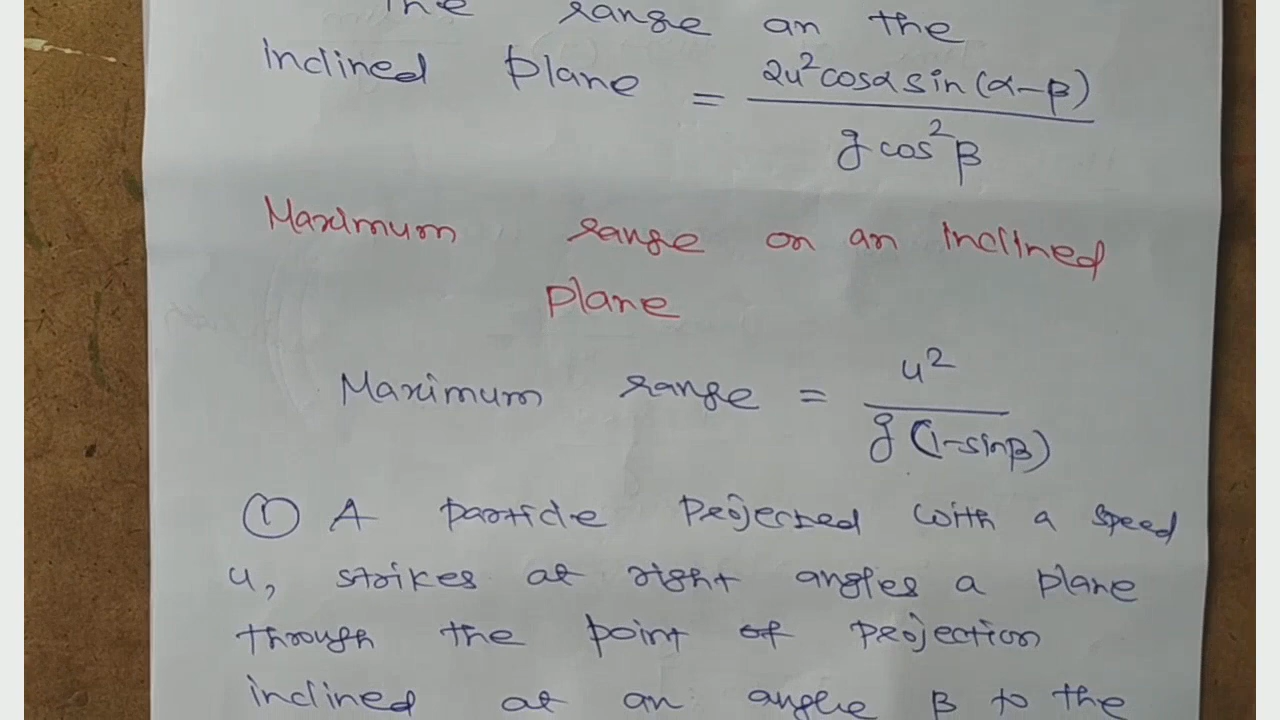 The range an the
inclined plane = 2u²cosα sin(α-β) / g cos²β
Maximum range on an inclined
plane
Maximum range = u² / g(1-sinβ)
① A particle projected with a speed
u, strikes at right angles a plane
through the point of projection
inclined at an angle β to the